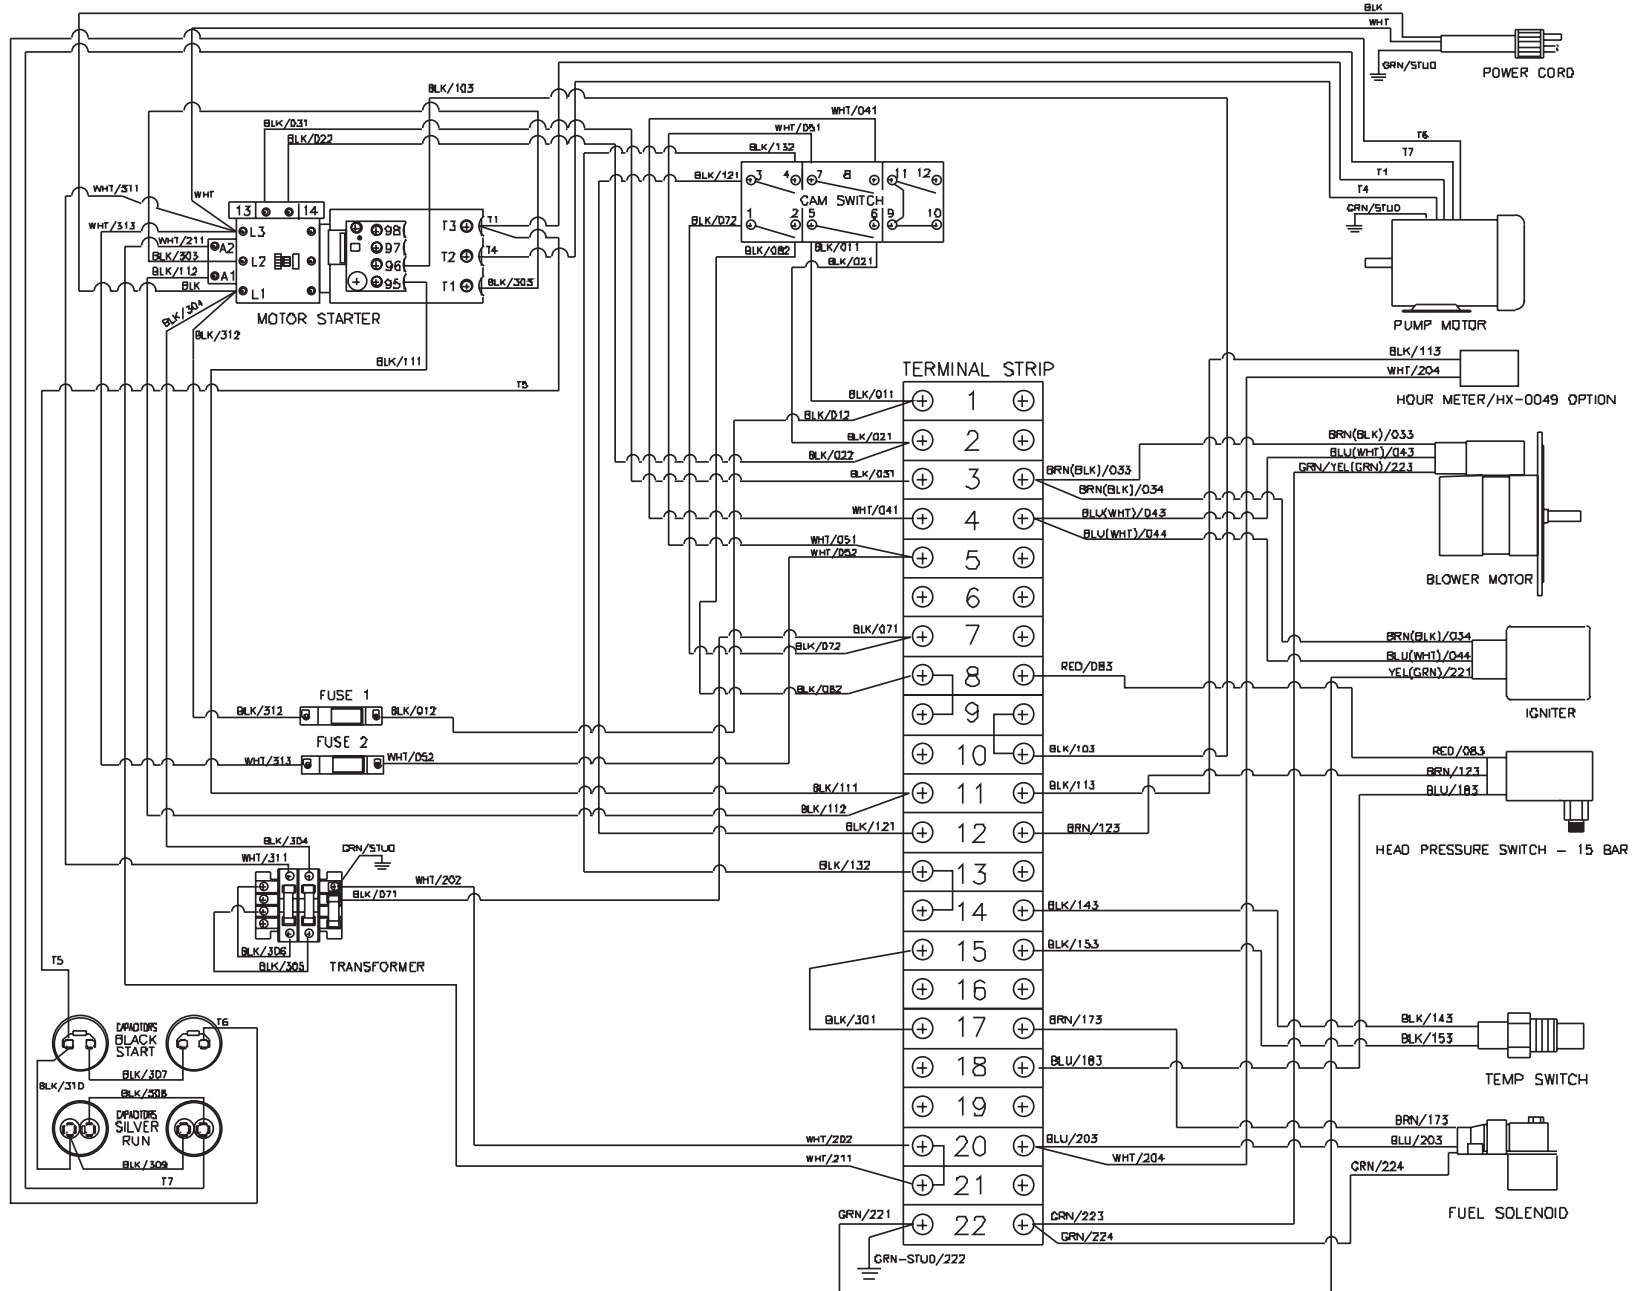 BLK
WHT
GRN/STUD
POWER CORD
BLK/103
WHT/041
WHT/051
BLK/132
BLK/031
BLK/022
T6
T7
T1
T4
GRN/STUD
PUMP MOTOR
WHT/311
WHT
WHT/313
WHT/211
BLK/303
BLK/112
BLK
BLK/304
BLK/312
13 14
L3
A2
L2
A1
L1
98
97
96
95
T3 T1
T2 T4
T1 BLK/303
MOTOR STARTER
BLK/121
BLK/072
3 4 7 8 11 12
CAM SWITCH
1 2 5 6 9 10
BLK/082
BLK/011
BLK/021
BLK/111
T5
TERMINAL STRIP
BLK/113
WHT/204
HOUR METER/HX-0049 OPTION
BLK/011 1
BLK/012
BLK/021 2
BLK/022
BLK/031 3 BRN(BLK)/033
BRN(BLK)/034
WHT/041 4 BLU(WHT)/043
BLU(WHT)/044
WHT/051
WHT/052 5
6
BLK/071 7
BLK/072
8 RED/083
BLK/082
9
10 BLK/103
BLK/111 11 BLK/113
BLK/112
BLK/121 12 BRN/123
BLK/132 13
14 BLK/143
15 BLK/153
16
BLK/301 17 BRN/173
18 BLU/183
19
WHT/202 20 BLU/203
WHT/211 WHT/204
21
GRN/221 22 GRN/223
GRN/224
GRN-STUD/222
BRN(BLK)/033
BLU(WHT)/043
GRN/YEL(GRN)/223
BLOWER MOTOR
BRN(BLK)/034
BLU(WHT)/044
YEL(GRN)/221
IGNITER
RED/083
BRN/123
BLU/183
HEAD PRESSURE SWITCH - 15 BAR
BLK/143
BLK/153
TEMP SWITCH
BRN/173
BLU/203
GRN/224
FUEL SOLENOID
FUSE 1
BLK/312 BLK/012
FUSE 2
WHT/313 WHT/052
BLK/304
WHT/311
GRN/STUD
WHT/202
BLK/071
BLK/306
BLK/305
TRANSFORMER
T5
CAPACITORS
BLACK
START
T6
BLK/307
BLK/310
BLK/308
CAPACITORS
SILVER
RUN
BLK/309
T7